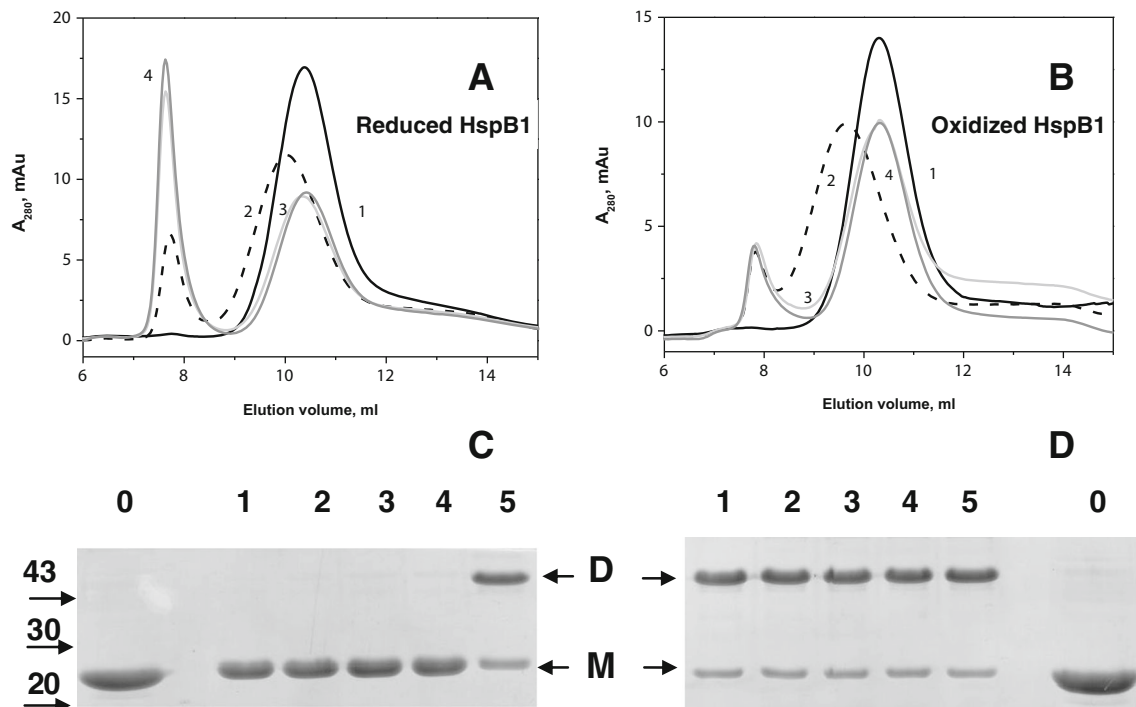 A
Reduced HspB1
A280, mAu
20
15
10
5
0
4
2
3
1
6 8 10 12 14
Elution volume, ml
B
Oxidized HspB1
A280, mAu
15
10
5
0
2
4
1
3
6 8 10 12 14
Elution volume, ml
C
0 1 2 3 4 5
43
30
20
D
M
D
1 2 3 4 5 0